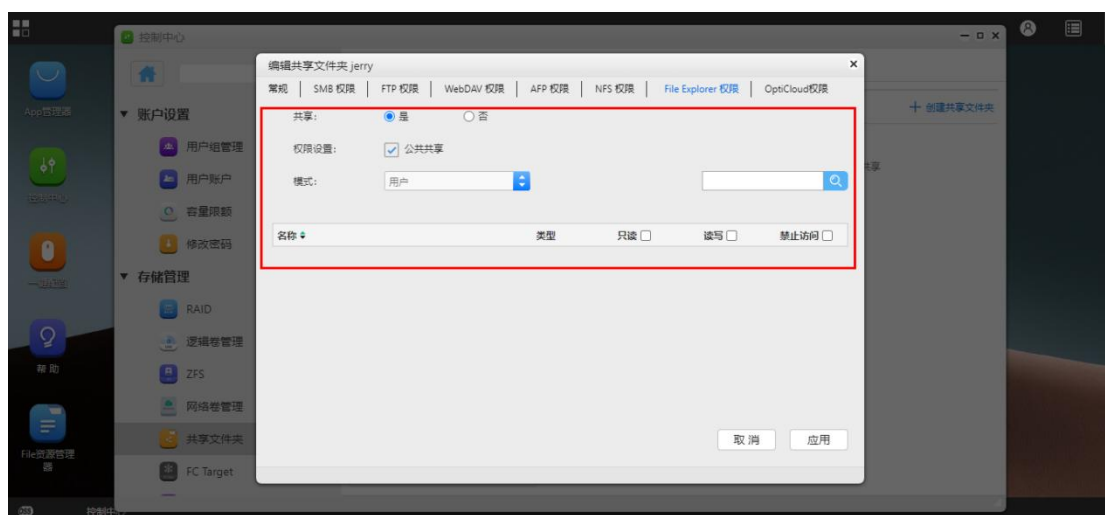 控制中心
编辑共享文件夹 jerry
常规 SMB 权限 FTP 权限 WebDAV 权限 AFP 权限 NFS 权限 File Explorer 权限 OptiCloud权限
共享: 是 否
权限设置: 公共共享
模式: 用户
名称 类型 只读 读写 禁止访问
取 消 应用
创建共享文件夹
共享
账户设置
用户组管理
用户账户
容量限额
修改密码
存储管理
RAID
逻辑卷管理
ZFS
网络卷管理
共享文件夹
FC Target
App管理器
控制中心
帮 助
File资源管理
器
控制中心